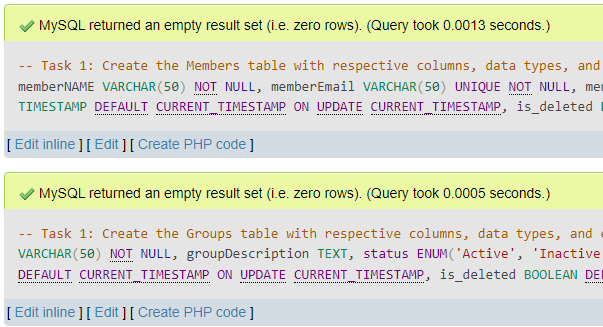 MySQL returned an empty result set (i.e. zero rows). (Query took 0.0013 seconds.)
-- Task 1: Create the Members table with respective columns, data types, and
memberNAME VARCHAR(50) NOT NULL, memberEmail VARCHAR(50) UNIQUE NOT NULL,
TIMESTAMP DEFAULT CURRENT_TIMESTAMP ON UPDATE CURRENT_TIMESTAMP, is_deleted
[ Edit inline ] [ Edit ] [ Create PHP code ]
MySQL returned an empty result set (i.e. zero rows). (Query took 0.0005 seconds.)
-- Task 1: Create the Groups table with respective columns, data types, and
VARCHAR(50) NOT NULL, groupDescription TEXT, status ENUM('Active', 'Inactive
DEFAULT CURRENT_TIMESTAMP ON UPDATE CURRENT_TIMESTAMP, is_deleted BOOLEAN
[ Edit inline ] [ Edit ] [ Create PHP code ]